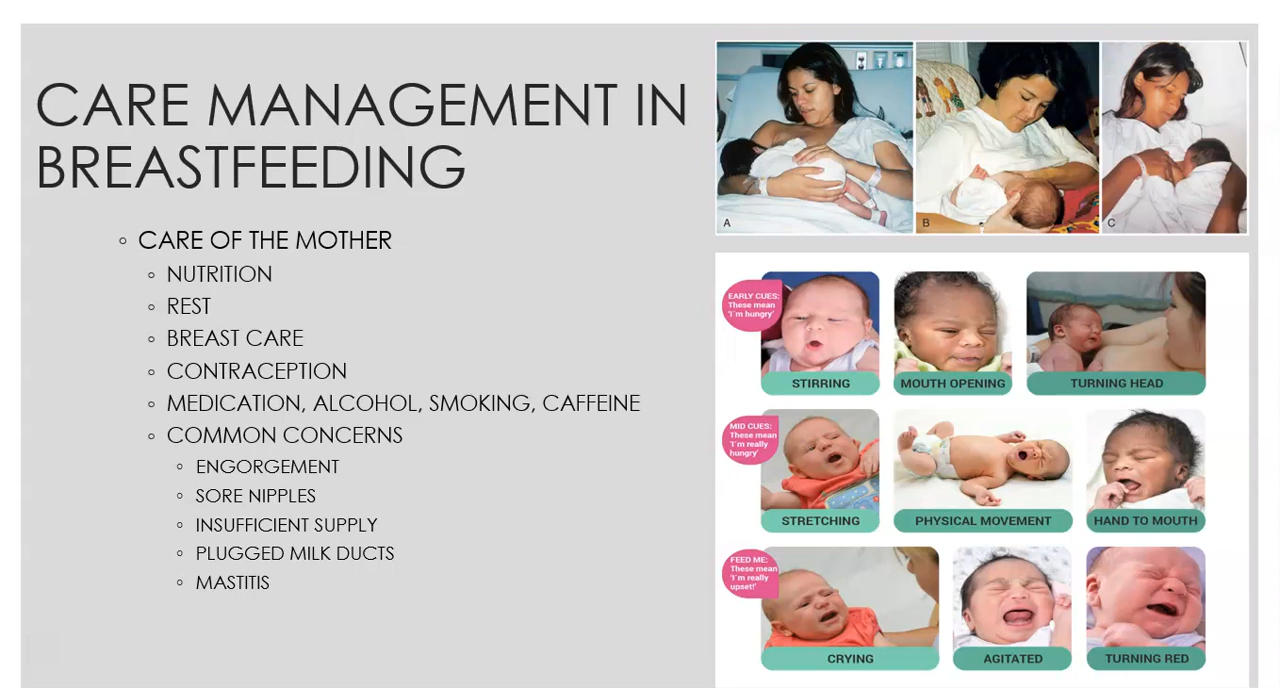 CARE MANAGEMENT IN
BREASTFEEDING
◦ CARE OF THE MOTHER
◦ NUTRITION
◦ REST
◦ BREAST CARE
◦ CONTRACEPTION
◦ MEDICATION, ALCOHOL, SMOKING, CAFFEINE
◦ COMMON CONCERNS
◦ ENGORGEMENT
◦ SORE NIPPLES
◦ INSUFFICIENT SUPPLY
◦ PLUGGED MILK DUCTS
◦ MASTITIS
A B C
EARLY CUES:
These mean
'I'm hungry'
STIRRING MOUTH OPENING TURNING HEAD
MID CUES:
These mean
'I'm really
hungry'
STRETCHING PHYSICAL MOVEMENT HAND TO MOUTH
FEED ME:
These mean
'I'm really
upset!'
CRYING AGITATED TURNING RED